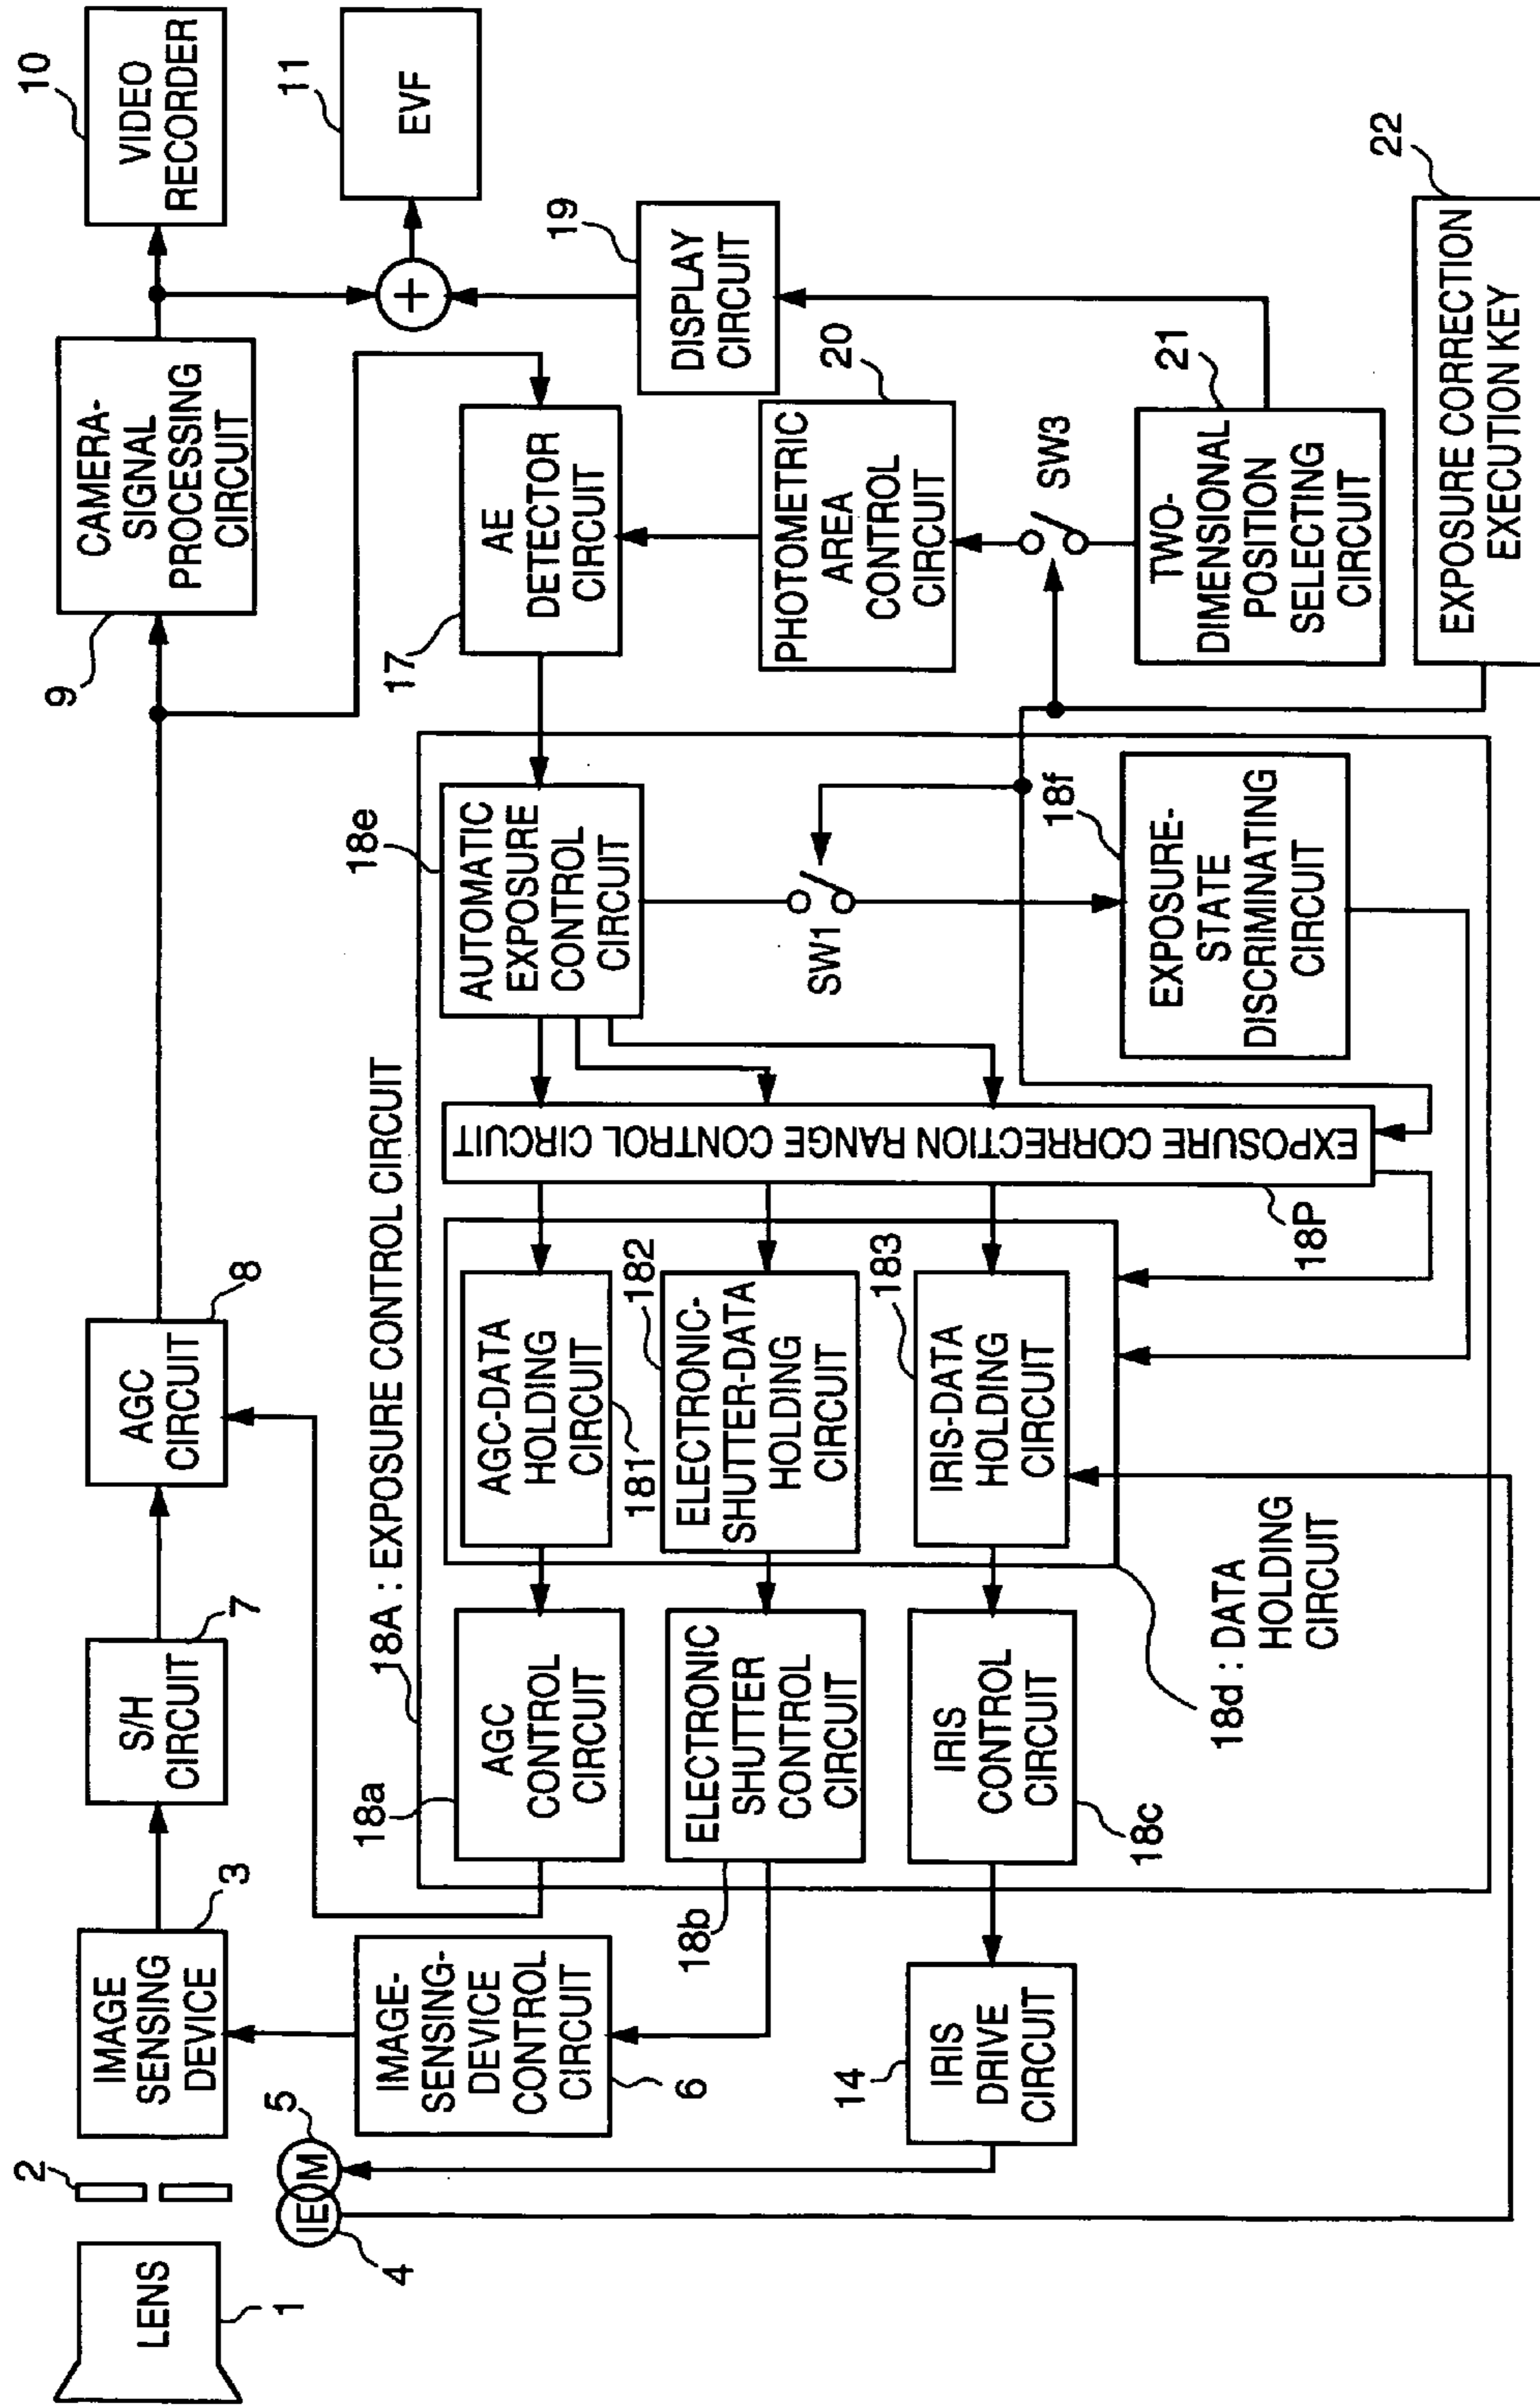 LENS
1
2
IMAGE
SENSING
DEVICE
3
IE
4
M
5
S/H
CIRCUIT
7
AGC
CIRCUIT
8
CAMERA-
SIGNAL
PROCESSING
CIRCUIT
9
VIDEO
RECORDER
10
+
EVF
11
IMAGE-
SENSING-
DEVICE
CONTROL
CIRCUIT
6
18A : EXPOSURE CONTROL CIRCUIT
AGC
CONTROL
CIRCUIT
18a
ELECTRONIC
SHUTTER
CONTROL
CIRCUIT
18b
IRIS
CONTROL
CIRCUIT
18c
IRIS
DRIVE
CIRCUIT
14
AGC-DATA
HOLDING
CIRCUIT
181
ELECTRONIC-
SHUTTER-DATA
HOLDING
CIRCUIT
182
IRIS-DATA
HOLDING
CIRCUIT
183
18d : DATA
HOLDING
CIRCUIT
EXPOSURE CORRECTION RANGE CONTROL CIRCUIT
18P
AUTOMATIC
EXPOSURE
CONTROL
CIRCUIT
18e
SW1
EXPOSURE-
STATE
DISCRIMINATING
CIRCUIT
18f
AE
DETECTOR
CIRCUIT
17
DISPLAY
CIRCUIT
19
PHOTOMETRIC
AREA
CONTROL
CIRCUIT
20
SW3
TWO-
DIMENSIONAL
POSITION
SELECTING
CIRCUIT
21
EXPOSURE CORRECTION
EXECUTION KEY
22